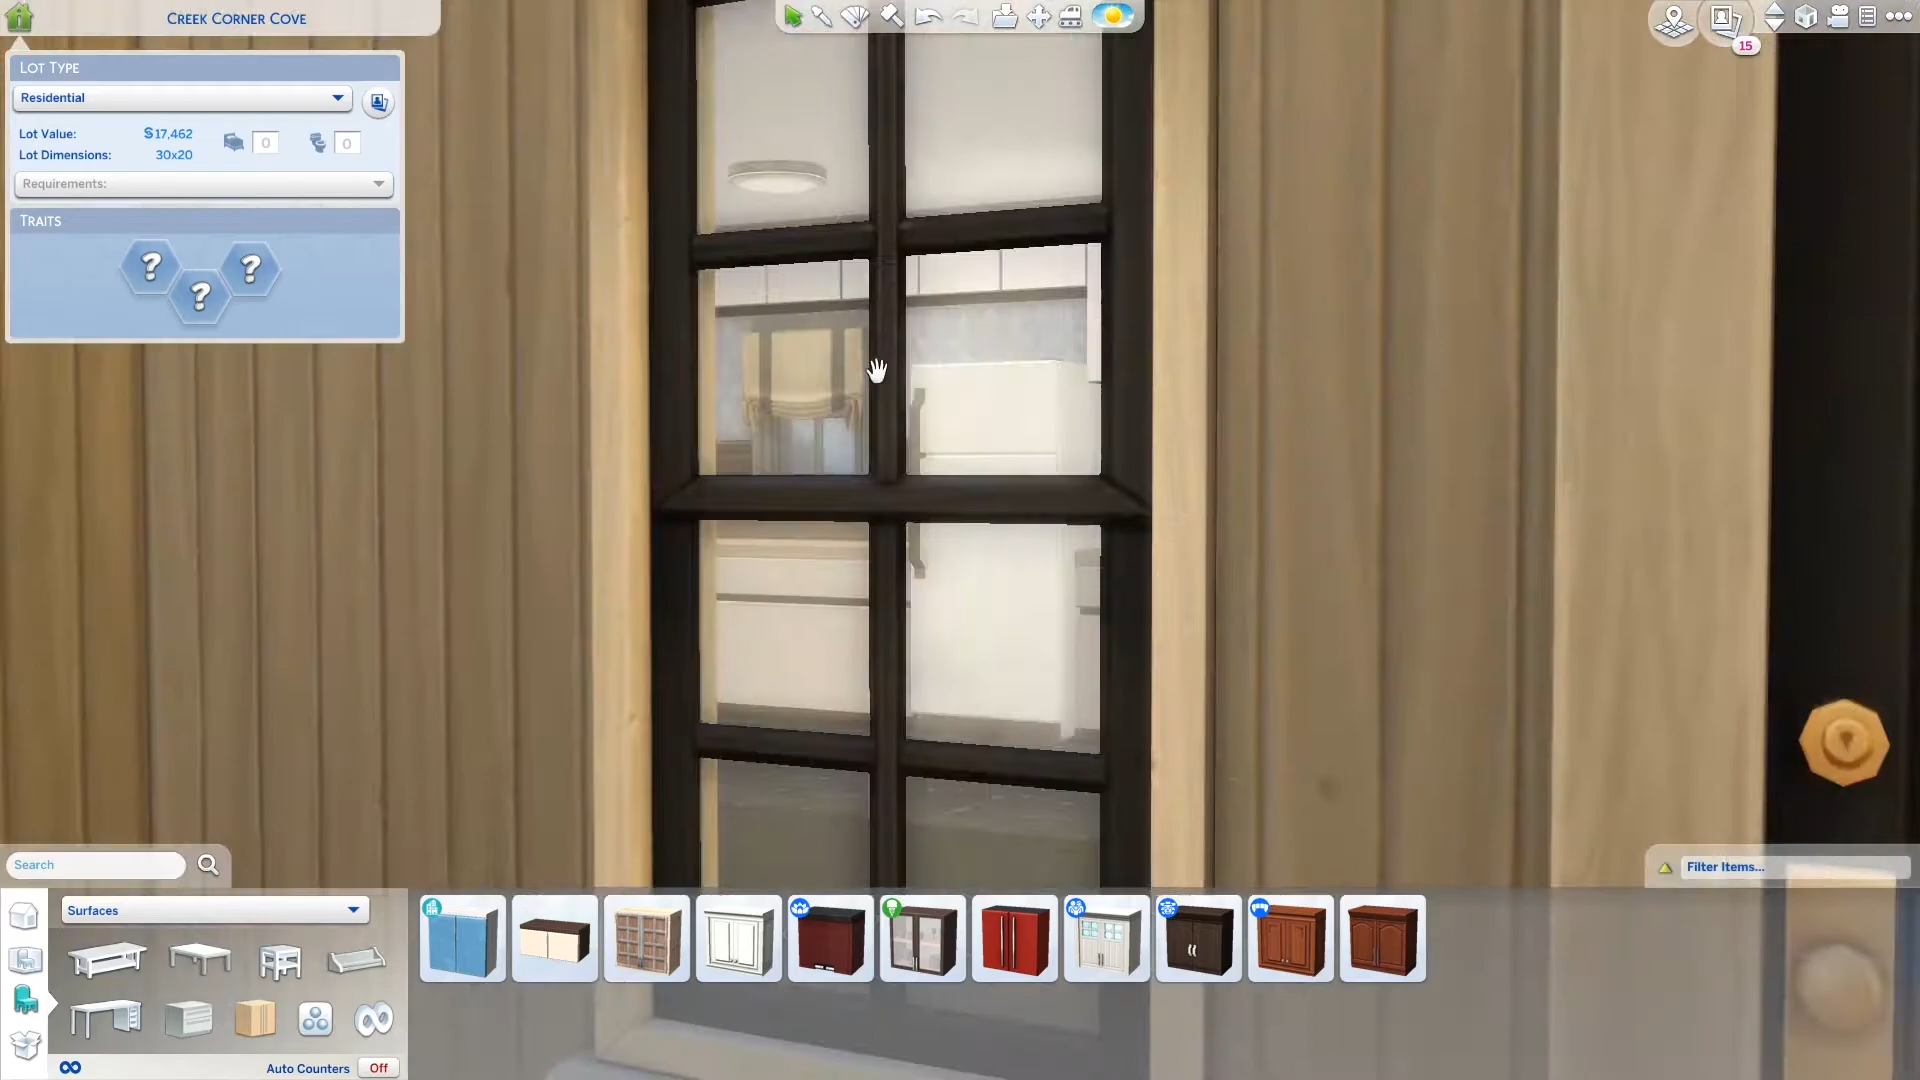 CREEK CORNER COVE
15
LOT TYPE
Residential
Lot Value: §17,462
0 0
Lot Dimensions: 30x20
Requirements:
TRAITS
? ? ?
Search
Filter Items...
Surfaces
Auto Counters Off